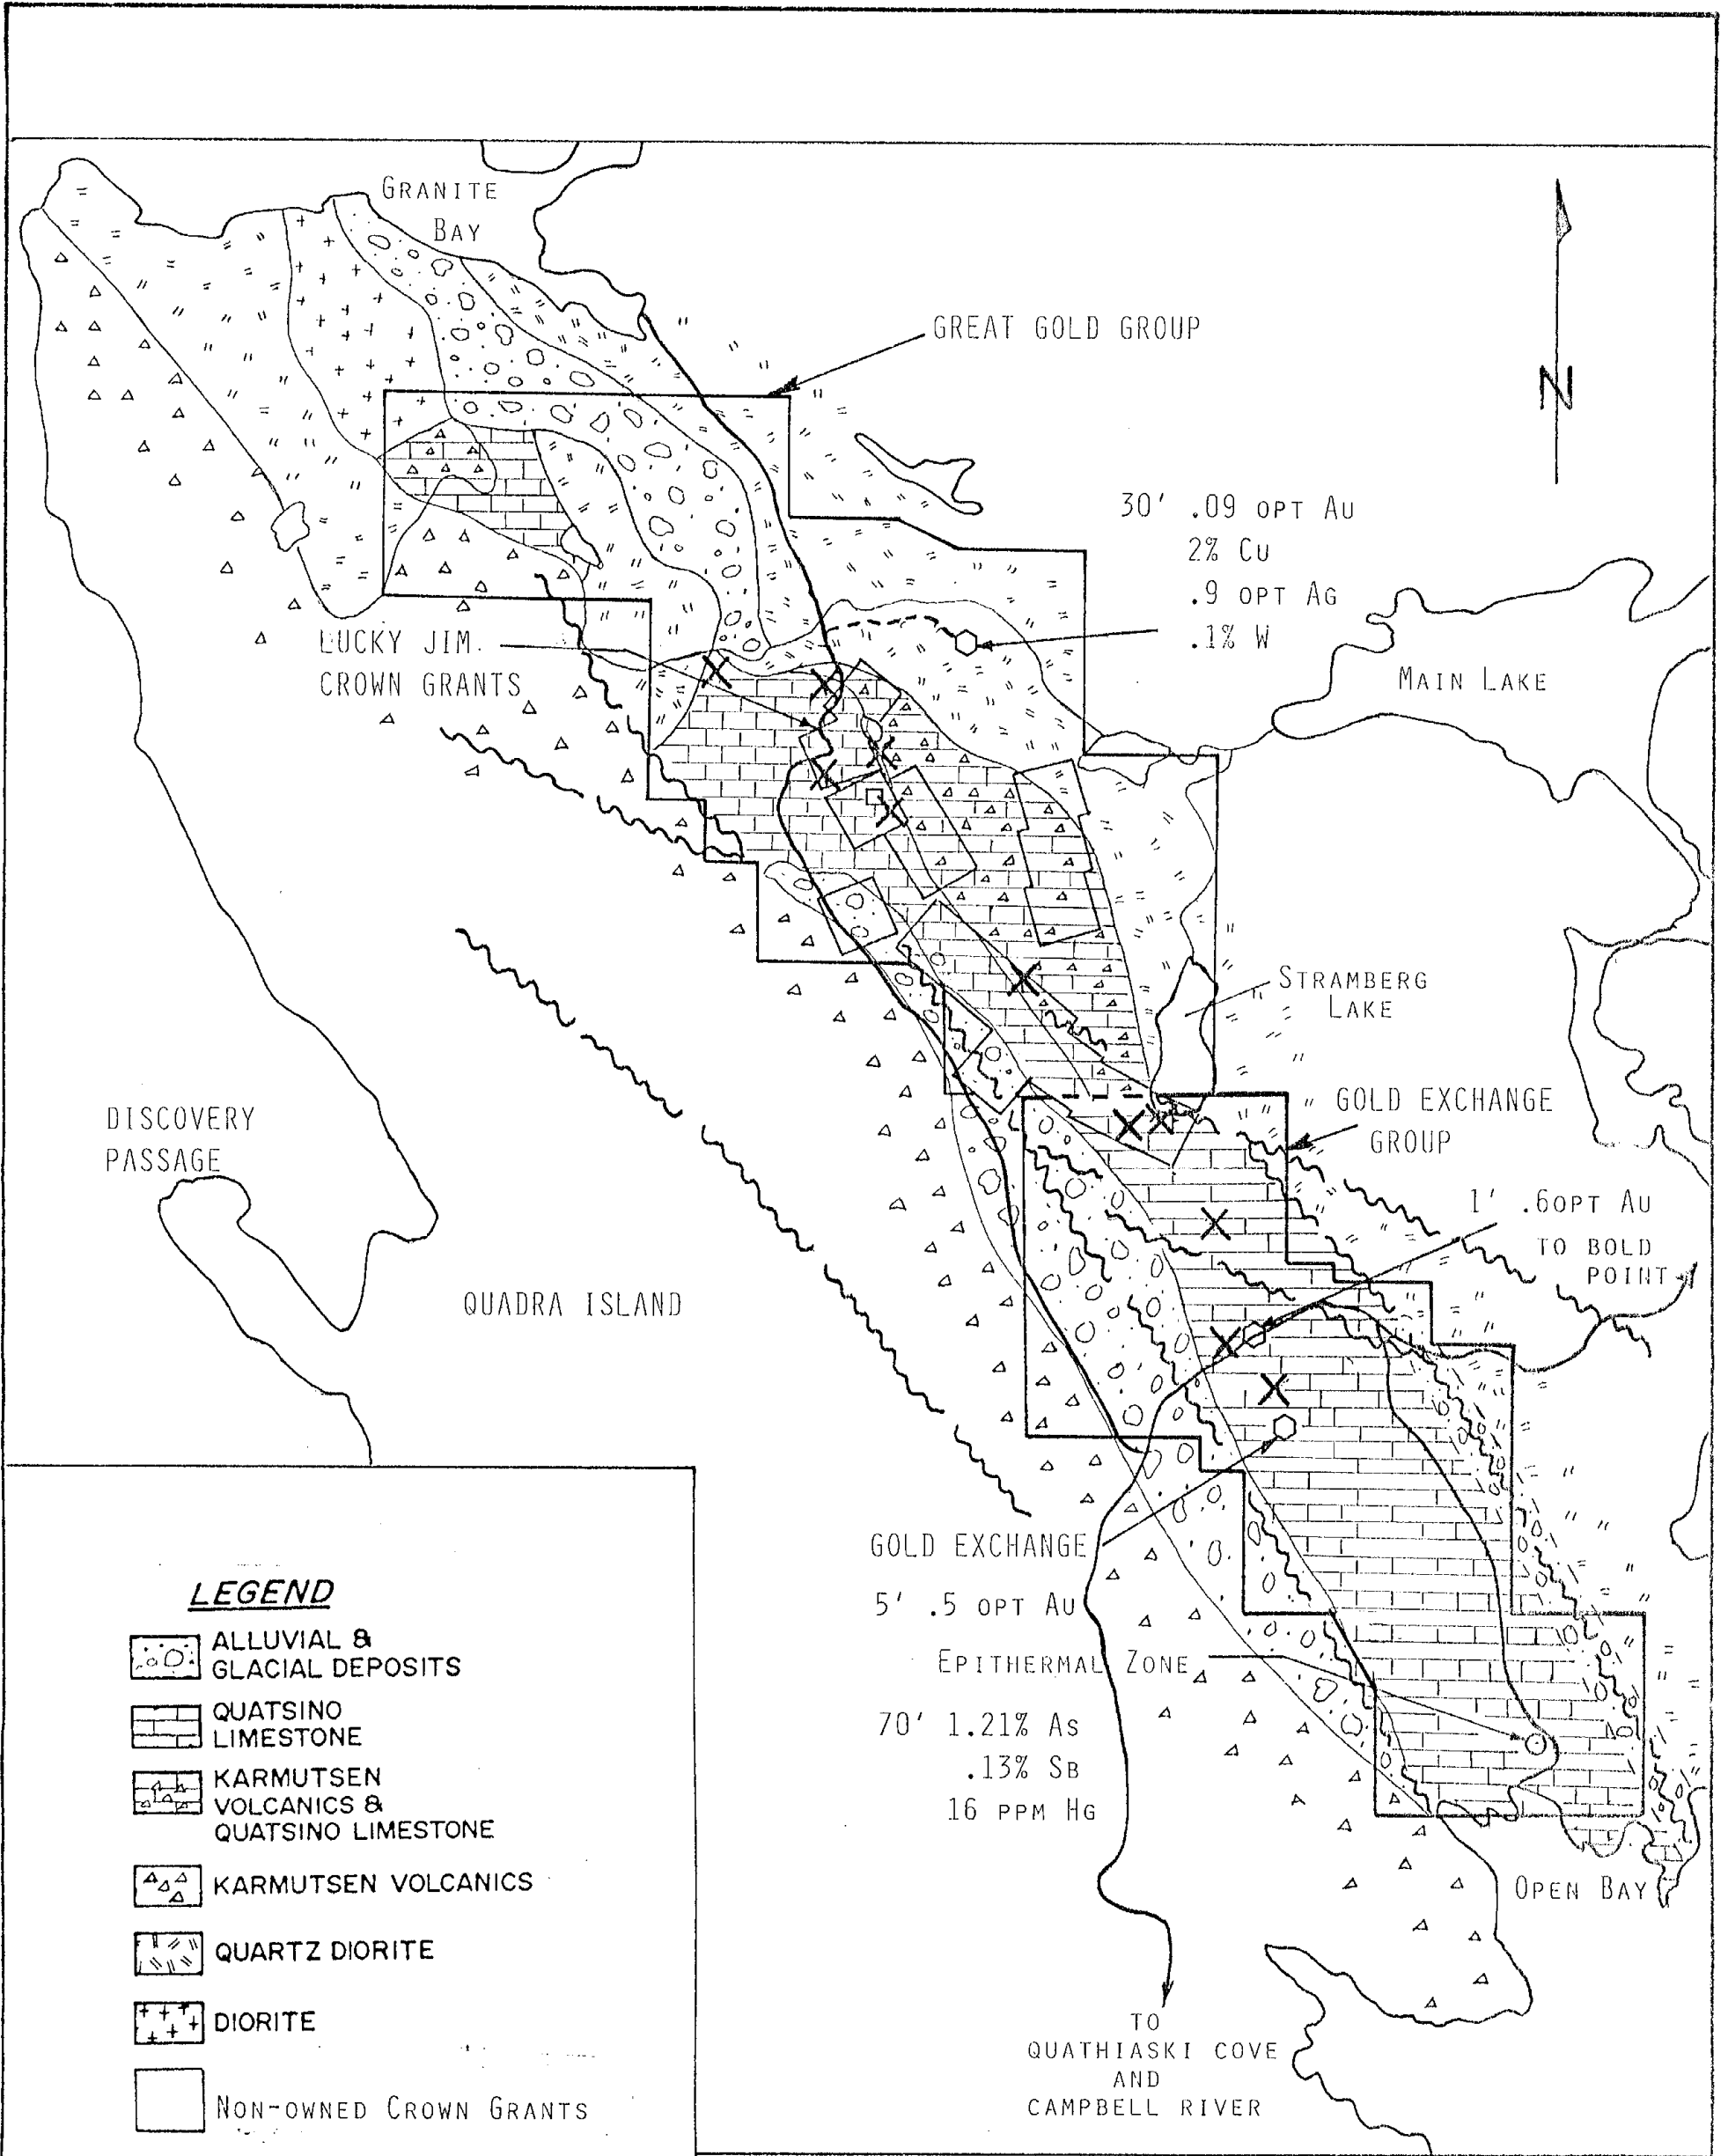 GRANITE
BAY
GREAT GOLD GROUP
N
30' .09 OPT AU
2% CU
.9 OPT AG
.1% W
LUCKY JIM.
CROWN GRANTS
MAIN LAKE
STRAMBERG
LAKE
DISCOVERY
PASSAGE
GOLD EXCHANGE
GROUP
1' .6OPT AU
TO BOLD
POINT
QUADRA ISLAND
GOLD EXCHANGE
5' .5 OPT AU
EPITHERMAL ZONE
70' 1.21% AS
.13% SB
16 PPM HG
OPEN BAY
TO
QUATHIASKI COVE
AND
CAMPBELL RIVER
LEGEND
ALLUVIAL &
GLACIAL DEPOSITS
QUATSINO
LIMESTONE
KARMUTSEN
VOLCANICS &
QUATSINO LIMESTONE
KARMUTSEN VOLCANICS
QUARTZ DIORITE
DIORITE
NON-OWNED CROWN GRANTS